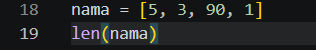 18 nama = [5, 3, 90, 1]
19 len(nama)